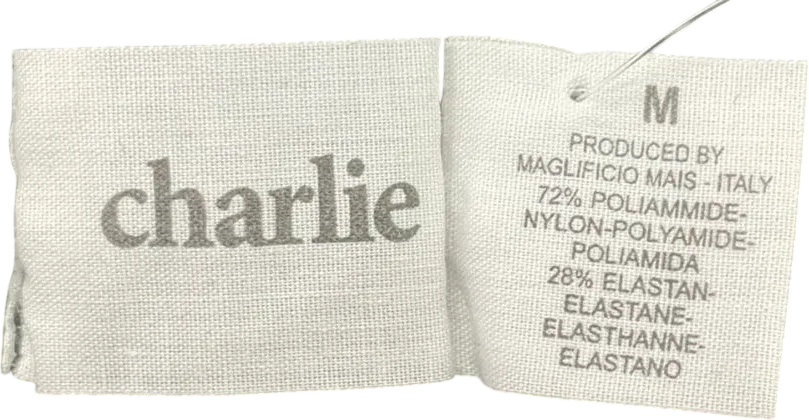 charlie
M
PRODUCED BY
MAGLIFICIO MAIS - ITALY
72% POLIAMMIDE-
NYLON-POLYAMIDE-
POLIAMIDA
28% ELASTAN-
ELASTANE-
ELASTHANNE-
ELASTANO